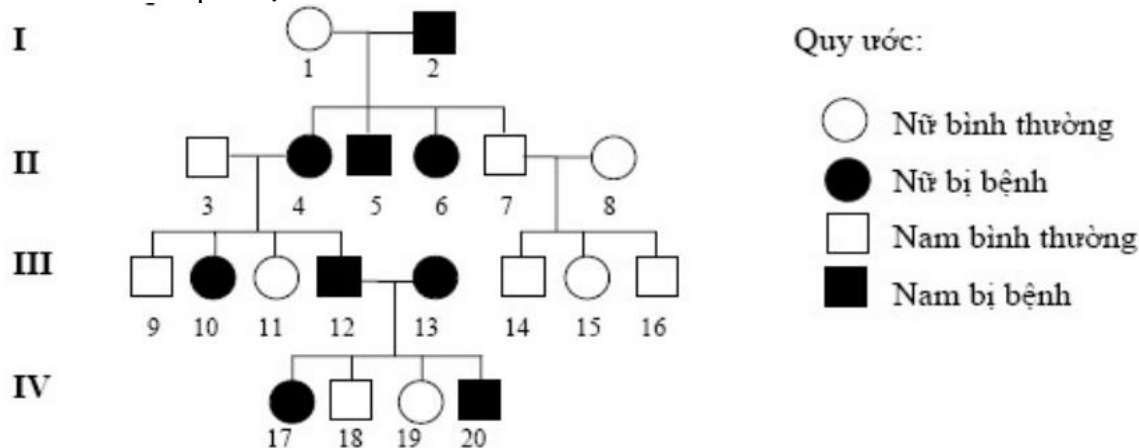 I
Quy ước:
1
2
Nữ bình thường
II
Nữ bị bệnh
3
4
5
6
7
8
Nam bình thường
III
Nam bị bệnh
9
10
11
12
13
14
15
16
IV
17
18
19
20